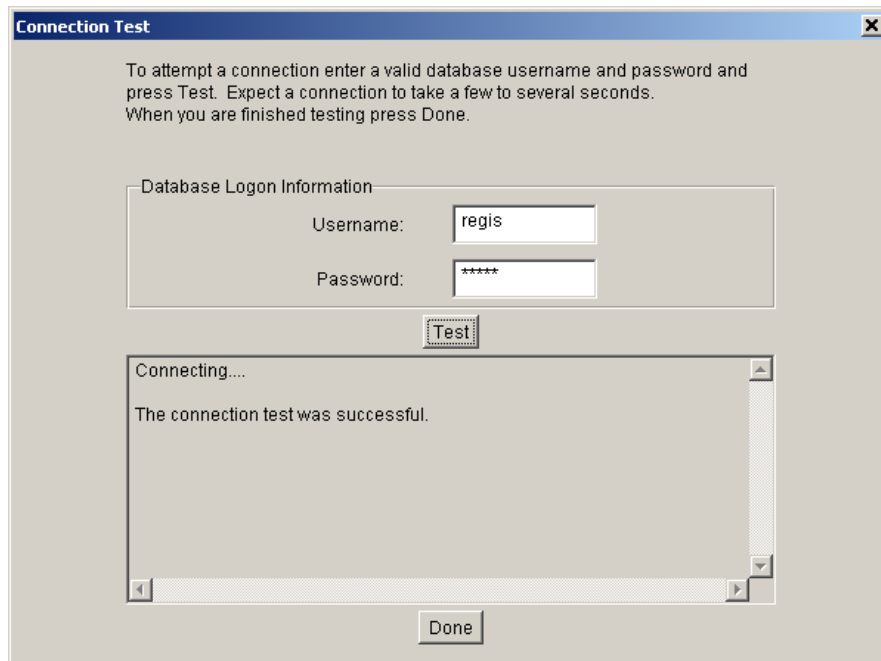 Connection Test
To attempt a connection enter a valid database username and password and
press Test. Expect a connection to take a few to several seconds.
When you are finished testing press Done.
Database Logon Information
Username: regis
Password: *****
Test
Connecting....
The connection test was successful.
Done